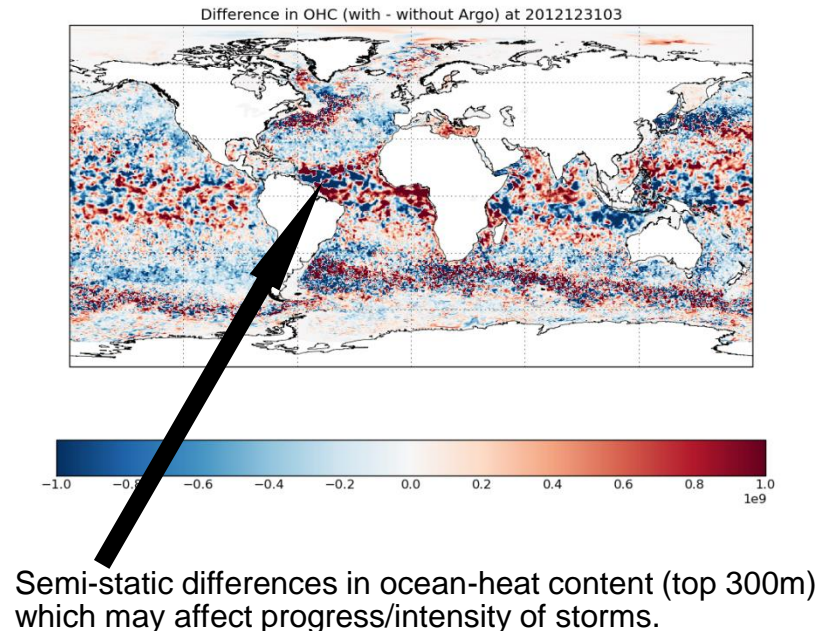 Difference in OHC (with - without Argo) at 2012123103
−1.0 −0.8 −0.6 −0.4 −0.2 0.0 0.2 0.4 0.6 0.8 1.0
1e9
Semi-static differences in ocean-heat content (top 300m)
which may affect progress/intensity of storms.